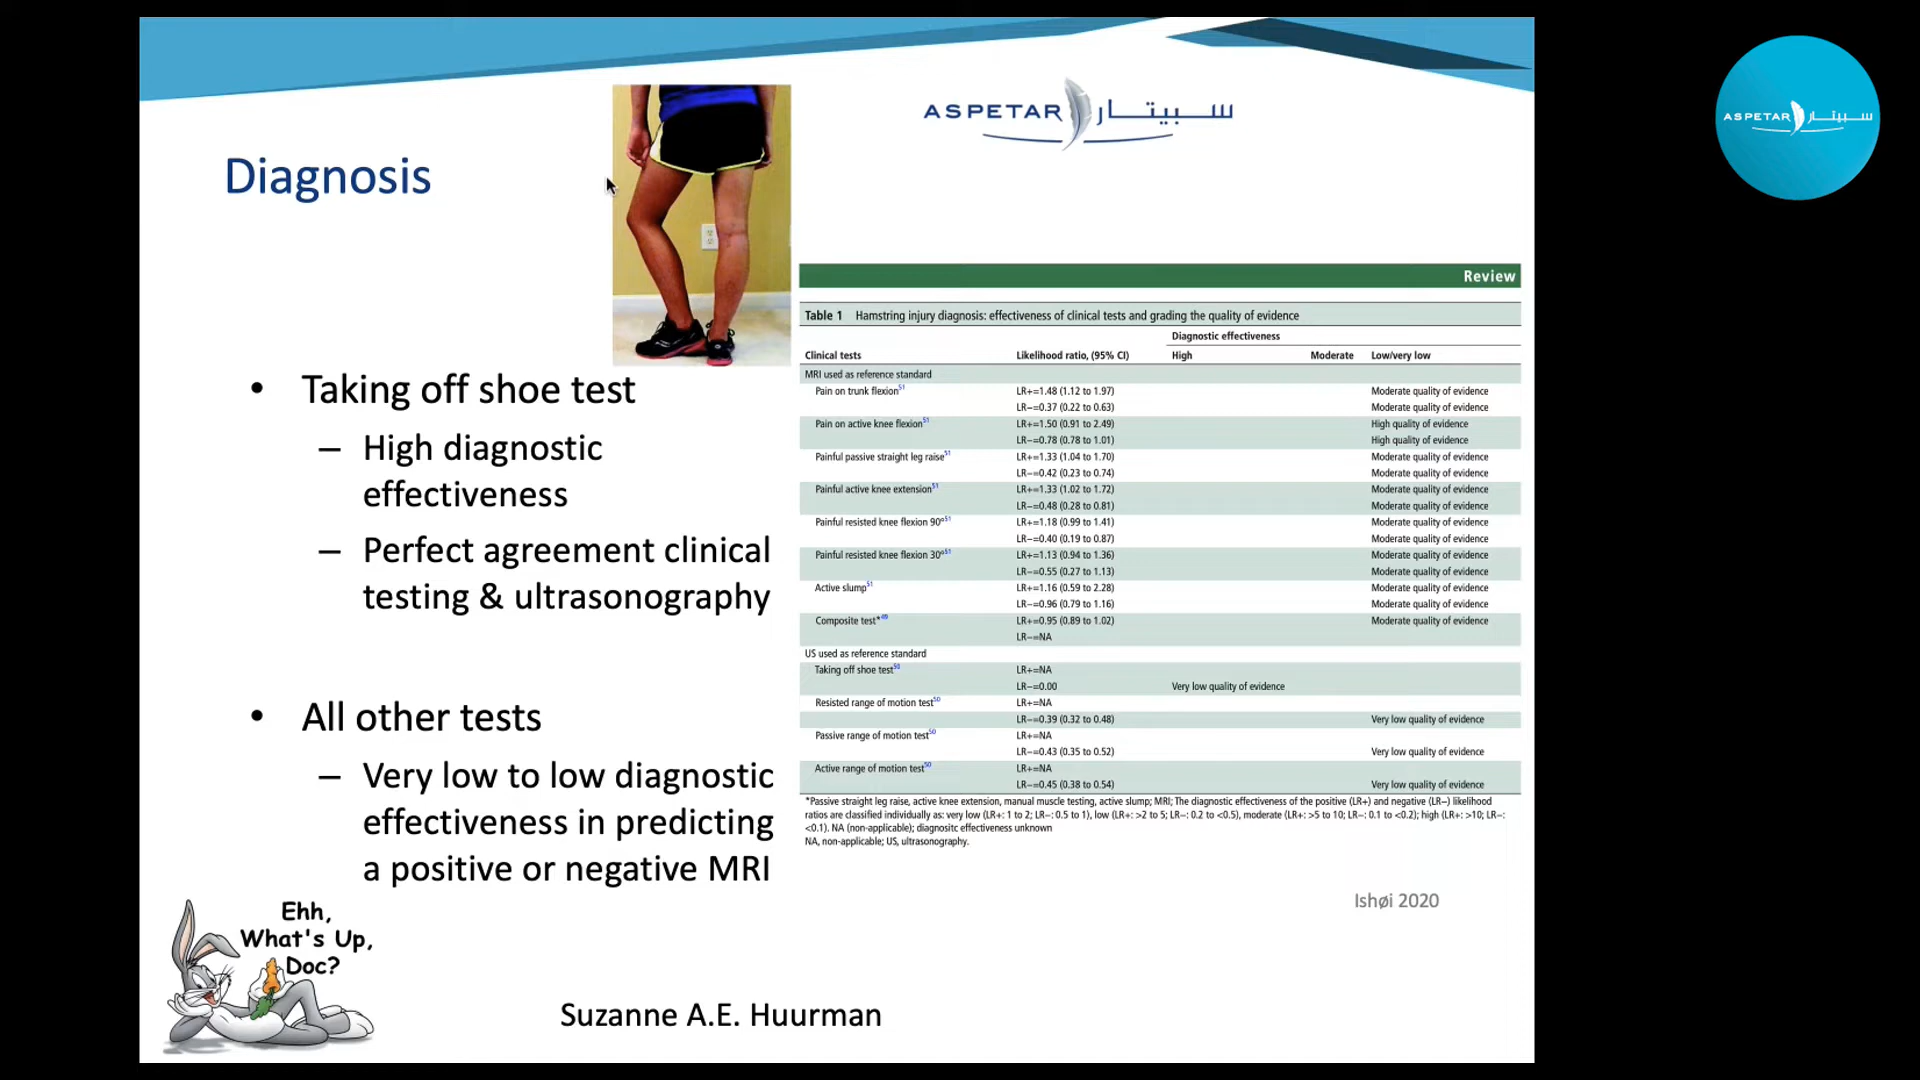 ASPETAR سبيتار
ASPETAR سبيتار
Diagnosis
• Taking off shoe test
– High diagnostic
effectiveness
– Perfect agreement clinical
testing & ultrasonography
• All other tests
– Very low to low diagnostic
effectiveness in predicting
a positive or negative MRI
Review
Table 1 Hamstring injury diagnosis: effectiveness of clinical tests and grading the quality of evidence
Diagnostic effectiveness
Clinical tests Likelihood ratio, (95% CI) High Moderate Low/very low
MRI used as reference standard
Pain on trunk flexion51 LR+=1.48 (1.12 to 1.97) Moderate quality of evidence
LR−=0.37 (0.22 to 0.63) Moderate quality of evidence
Pain on active knee flexion51 LR+=1.50 (0.91 to 2.49) High quality of evidence
LR−=0.78 (0.78 to 1.01) High quality of evidence
Painful passive straight leg raise51 LR+=1.33 (1.04 to 1.70) Moderate quality of evidence
LR−=0.42 (0.23 to 0.74) Moderate quality of evidence
Painful active knee extension51 LR+=1.33 (1.02 to 1.72) Moderate quality of evidence
LR−=0.48 (0.28 to 0.81) Moderate quality of evidence
Painful resisted knee flexion 90°51 LR+=1.18 (0.99 to 1.41) Moderate quality of evidence
LR−=0.40 (0.19 to 0.87) Moderate quality of evidence
Painful resisted knee flexion 30°51 LR+=1.13 (0.94 to 1.36) Moderate quality of evidence
LR−=0.55 (0.27 to 1.13) Moderate quality of evidence
Active slump51 LR+=1.16 (0.59 to 2.28) Moderate quality of evidence
LR−=0.96 (0.79 to 1.16) Moderate quality of evidence
Composite test*49 LR+=0.95 (0.89 to 1.02) Moderate quality of evidence
LR−=NA
US used as reference standard
Taking off shoe test50 LR+=NA
LR−=0.00 Very low quality of evidence
Resisted range of motion test50 LR+=NA
LR−=0.39 (0.32 to 0.48) Very low quality of evidence
Passive range of motion test50 LR+=NA
LR−=0.43 (0.35 to 0.52) Very low quality of evidence
Active range of motion test50 LR+=NA
LR−=0.45 (0.38 to 0.54) Very low quality of evidence
*Passive straight leg raise, active knee extension, manual muscle testing, active slump; MRI; The diagnostic effectiveness of the positive (LR+) and negative (LR−) likelihood
ratios are classified individually as: very low (LR+: 1 to 2; LR−: 0.5 to 1), low (LR+: >2 to 5; LR−: 0.2 to <0.5), moderate (LR+: >5 to 10; LR−: 0.1 to <0.2); high (LR+: >10; LR−:
<0.1). NA (non-applicable); diagnositc effectiveness unknown
NA, non-applicable; US, ultrasonography.
Ishøi 2020
Ehh,
What's Up,
Doc?
Suzanne A.E. Huurman